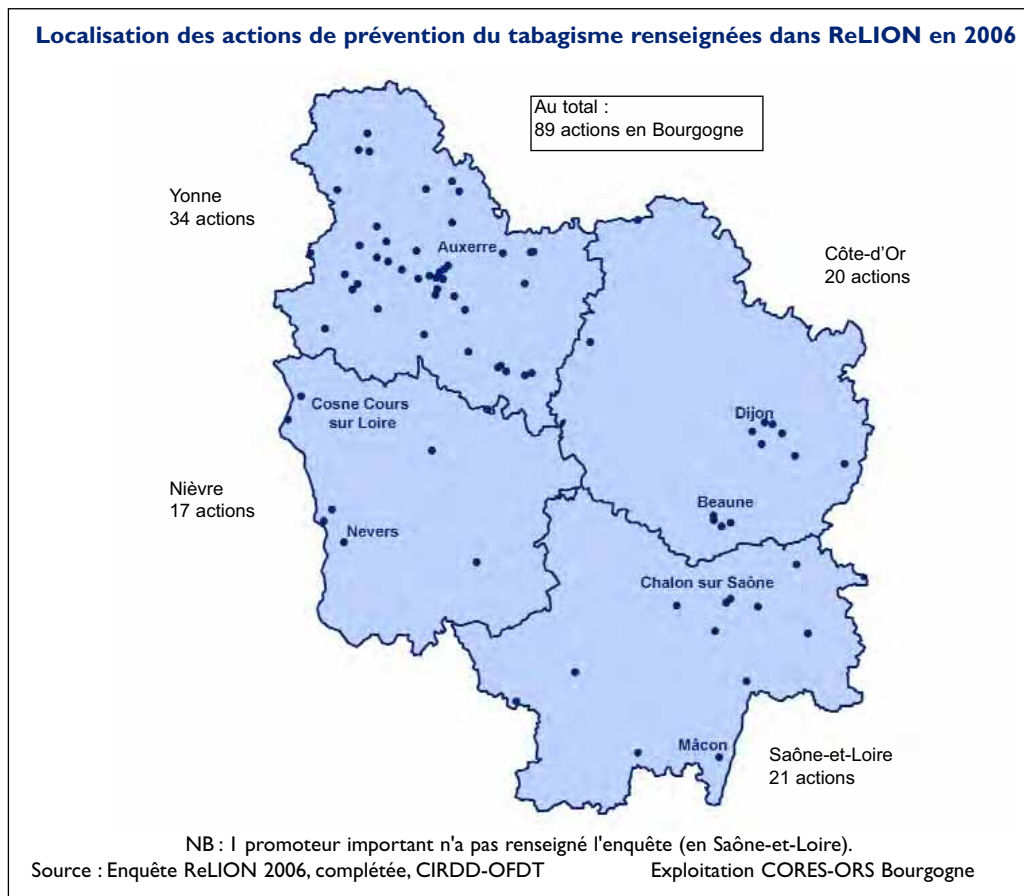 Localisation des actions de prévention du tabagisme renseignées dans ReLION en 2006
Au total :
89 actions en Bourgogne
Yonne
34 actions
Auxerre
Côte-d'Or
20 actions
Cosne Cours
sur Loire
Dijon
Nièvre
17 actions
Beaune
Nevers
Chalon sur Saône
Mâcon
Saône-et-Loire
21 actions
NB : 1 promoteur important n'a pas renseigné l'enquête (en Saône-et-Loire).
Source : Enquête ReLION 2006, complétée, CIRDD-OFDT Exploitation CORES-ORS Bourgogne